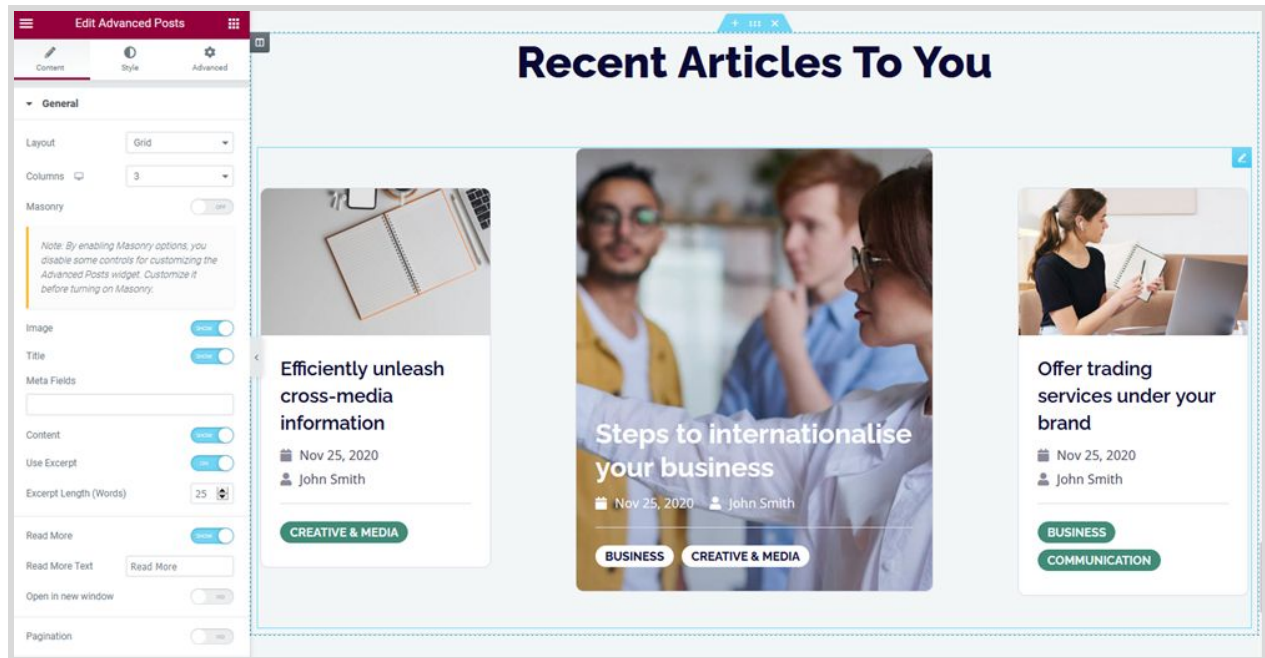 Edit Advanced Posts
Content
Style
Advanced
General
Layout
Grid
Columns
3
Masonry
OFF
Note: By enabling Masonry options, you
disable some controls for customizing the
Advanced Posts widget. Customize it
before turning on Masonry.
Image
SHOW
Title
SHOW
Meta Fields
Content
SHOW
Use Excerpt
ON
Excerpt Length (Words)
25
Read More
SHOW
Read More Text
Read More
Open in new window
NO
Pagination
NO
Recent Articles To You
Efficiently unleash
cross-media
information
Nov 25, 2020
John Smith
CREATIVE & MEDIA
Steps to internationalise
your business
Nov 25, 2020 John Smith
BUSINESS CREATIVE & MEDIA
Offer trading
services under your
brand
Nov 25, 2020
John Smith
BUSINESS
COMMUNICATION